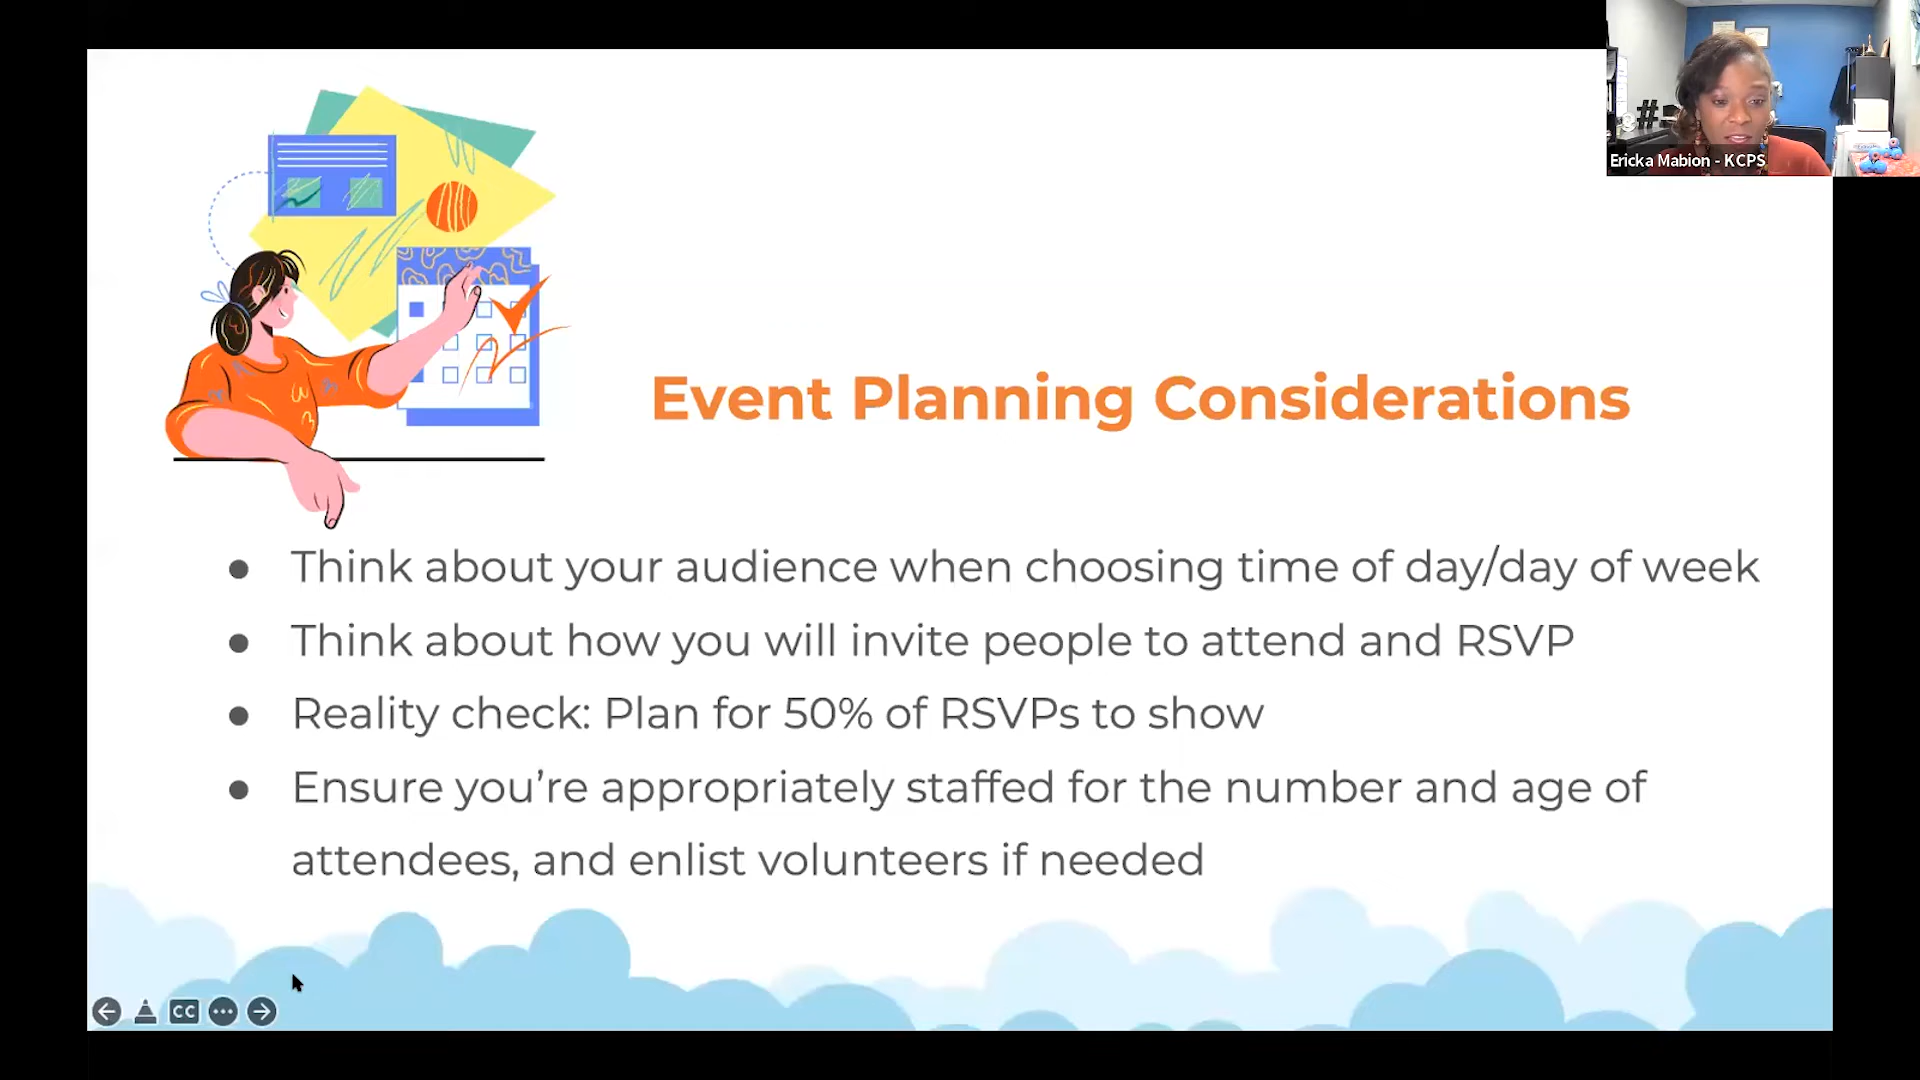 Ericka Mabion - KCPS
Event Planning Considerations
● Think about your audience when choosing time of day/day of week
● Think about how you will invite people to attend and RSVP
● Reality check: Plan for 50% of RSVPs to show
● Ensure you’re appropriately staffed for the number and age of
attendees, and enlist volunteers if needed
CC